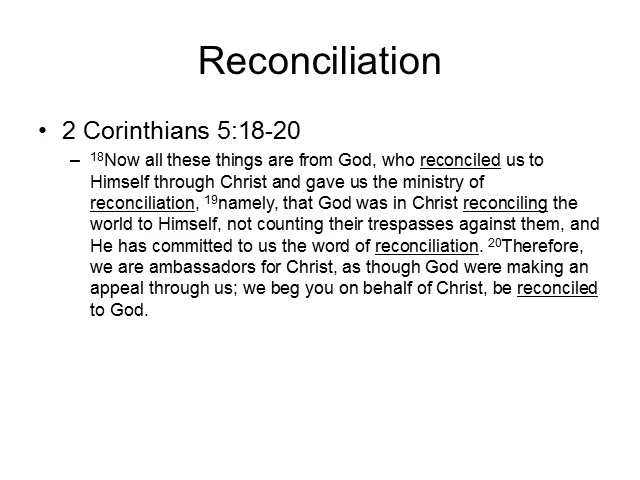 Reconciliation
• 2 Corinthians 5:18-20
– 18Now all these things are from God, who reconciled us to
Himself through Christ and gave us the ministry of
reconciliation, 19namely, that God was in Christ reconciling the
world to Himself, not counting their trespasses against them, and
He has committed to us the word of reconciliation. 20Therefore,
we are ambassadors for Christ, as though God were making an
appeal through us; we beg you on behalf of Christ, be reconciled
to God.